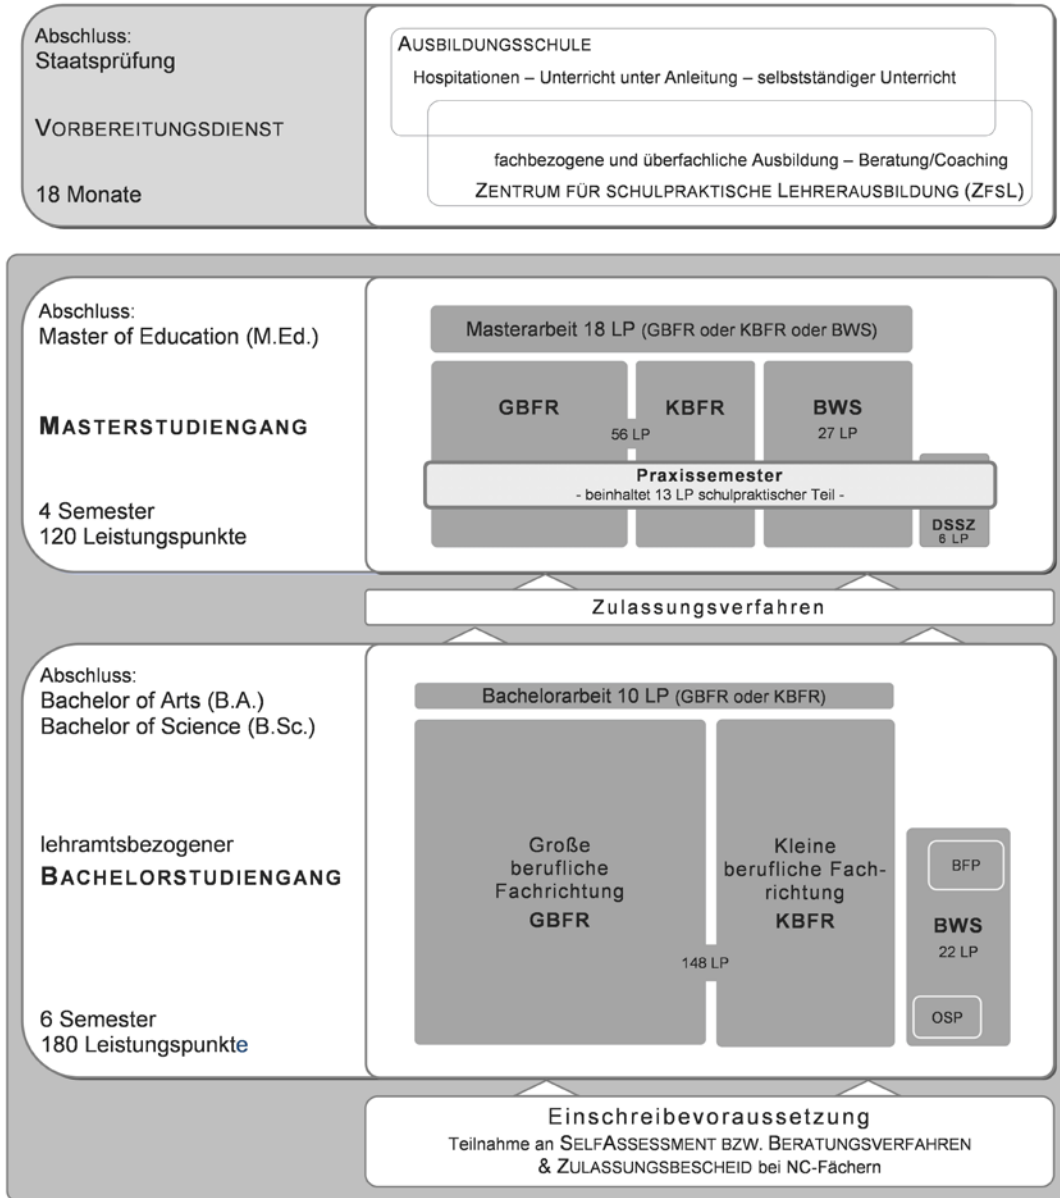 Abschluss:
Staatsprüfung
VORBEREITUNGSDIENST
18 Monate
AUSBILDUNGSSCHULE
Hospitationen – Unterricht unter Anleitung – selbstständiger Unterricht
fachbezogene und überfachliche Ausbildung – Beratung/Coaching
ZENTRUM FÜR SCHULPRAKTISCHE LEHRERAUSBILDUNG (ZFSL)
Abschluss:
Master of Education (M.Ed.)
MASTERSTUDIENGANG
4 Semester
120 Leistungspunkte
Masterarbeit 18 LP (GBFR oder KBFR oder BWS)
GBFR
KBFR
56 LP
BWS
27 LP
Praxissemester
- beinhaltet 13 LP schulpraktischer Teil -
DSSZ
6 LP
Zulassungsverfahren
Abschluss:
Bachelor of Arts (B.A.)
Bachelor of Science (B.Sc.)
lehramtsbezogener
BACHELORSTUDIENGANG
6 Semester
180 Leistungspunkte
Bachelorarbeit 10 LP (GBFR oder KBFR)
Große
berufliche
Fachrichtung
GBFR
Kleine
berufliche Fach-
richtung
KBFR
148 LP
BFP
BWS
22 LP
OSP
Einschreibevoraussetzung
Teilnahme an SELFASSESSMENT BZW. BERATUNGSVERFAHREN
& ZULASSUNGSBESCHEID bei NC-Fächern